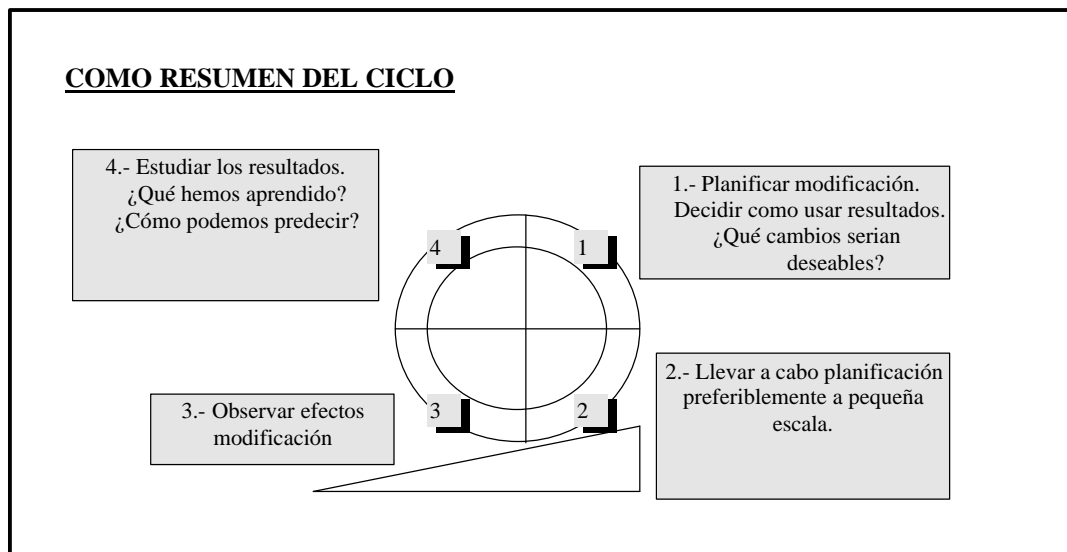 COMO RESUMEN DEL CICLO
4.- Estudiar los resultados.
¿Qué hemos aprendido?
¿Cómo podemos predecir?
1.- Planificar modificación.
Decidir como usar resultados.
¿Qué cambios serian
deseables?
4
1
3
2
3.- Observar efectos
modificación
2.- Llevar a cabo planificación
preferiblemente a pequeña
escala.